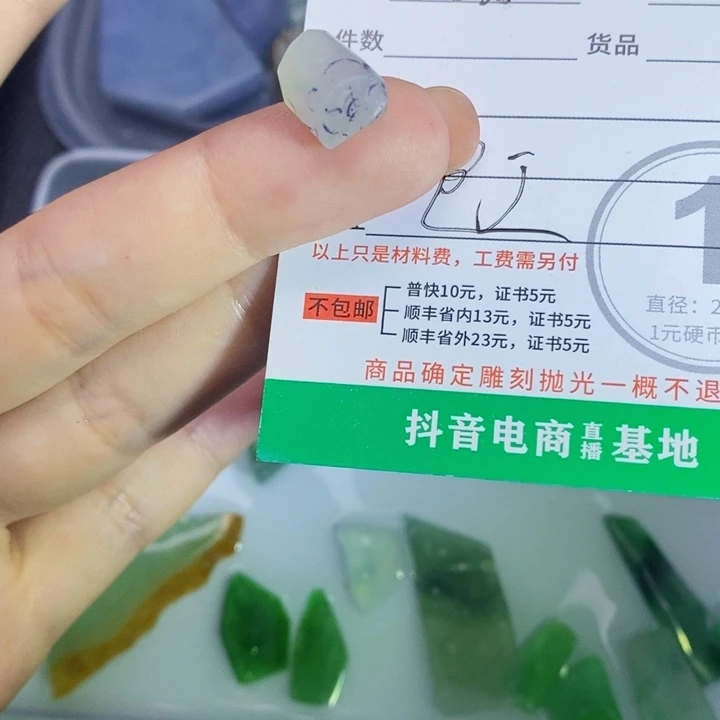 件数 货品
1
以上只是材料费，工费需另付
不包邮
普快10元，证书5元
顺丰省内13元，证书5元
顺丰省外23元，证书5元
直径：2
1元硬币
商品确定雕刻抛光一概不退
抖音电商直播基地